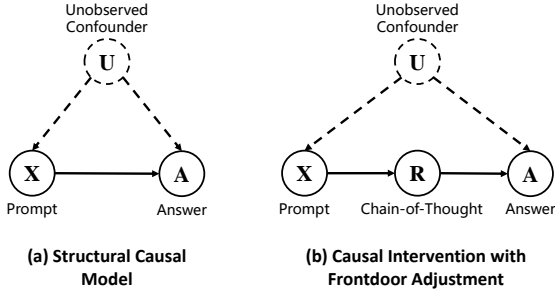 Unobserved
Confounder
U
X
A
Prompt
Answer
(a) Structural Causal
Model
Unobserved
Confounder
U
X
R
A
Prompt
Chain-of-Thought
Answer
(b) Causal Intervention with
Frontdoor Adjustment